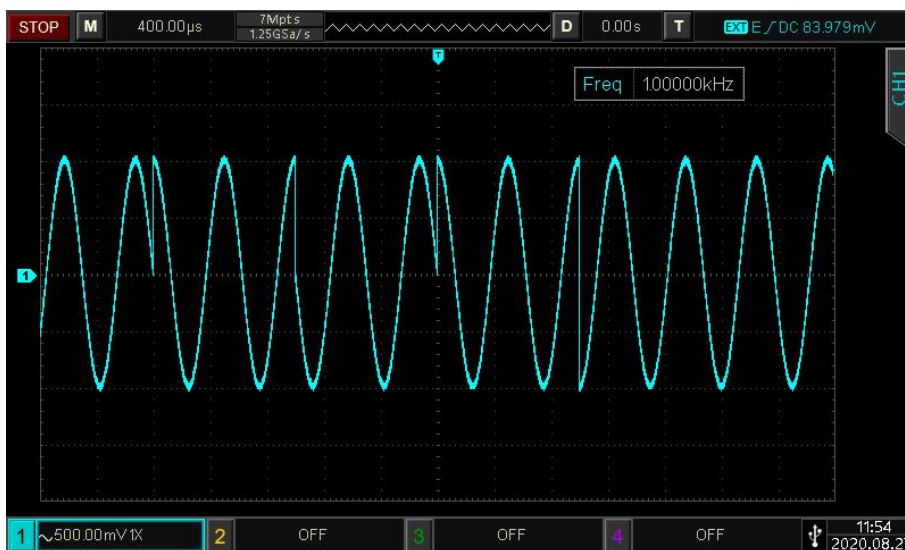 STOP M 400.00μs 7Mpts D 0.00s T EXT E DC 83.979mV
1.25GSa/s
T
Freq 1.00000kHz
CH1
1
1 500.00mV 1X 2 OFF 3 OFF 4 OFF 11:54
2020.08.2